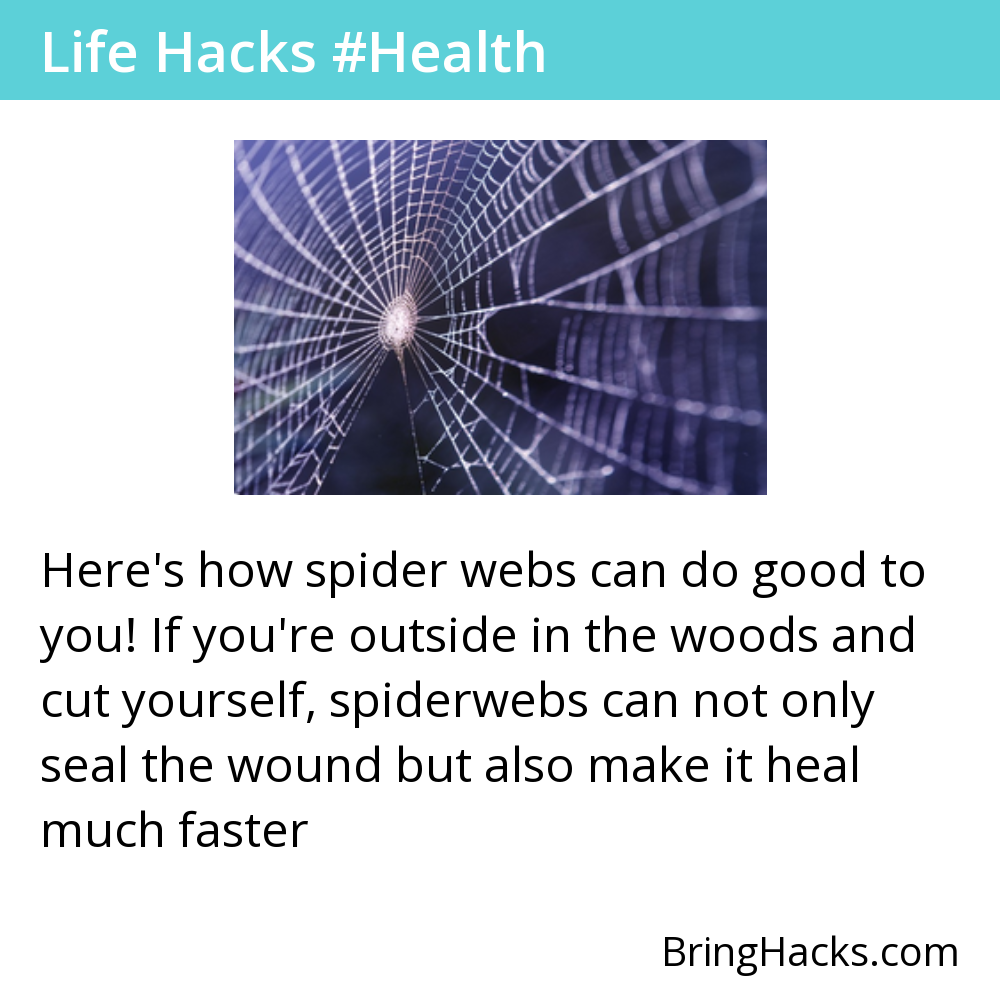 Life Hacks #Health
Here's how spider webs can do good to
you! If you're outside in the woods and
cut yourself, spiderwebs can not only
seal the wound but also make it heal
much faster
BringHacks.com